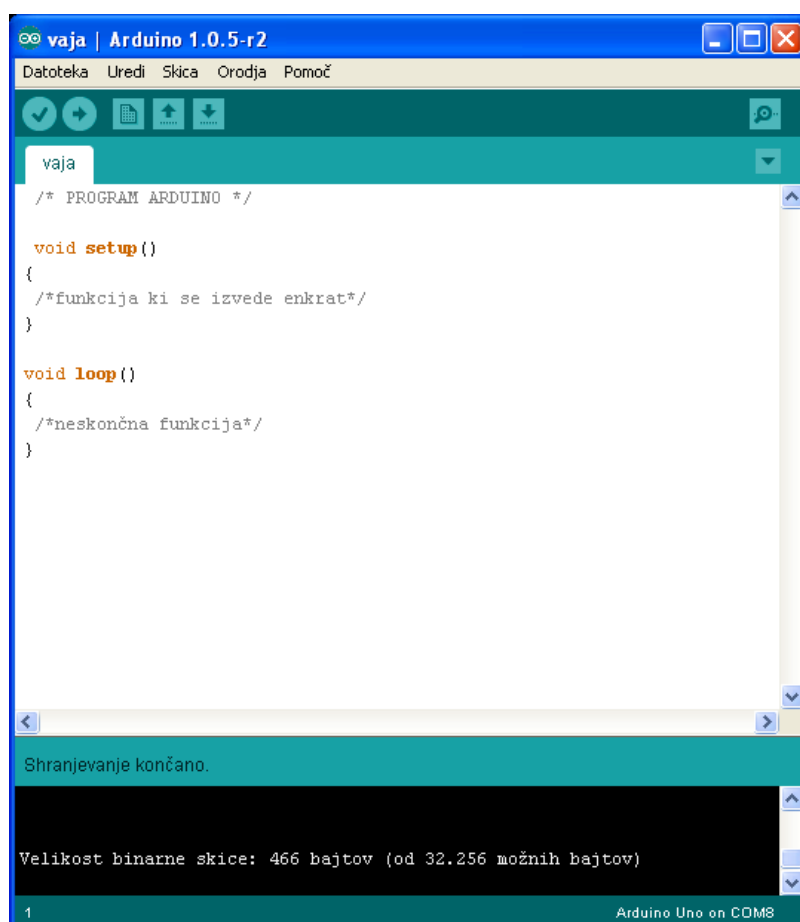 vaja | Arduino 1.0.5-r2
Datoteka Uredi Skica Orodja Pomoč
vaja
/* PROGRAM ARDUINO */
void setup()
{
/*funkcija ki se izvede enkrat*/
}
void loop()
{
/*neskončna funkcija*/
}
Shranjevanje končano.
Velikost binarne skice: 466 bajtov (od 32.256 možnih bajtov)
1 Arduino Uno on COM8